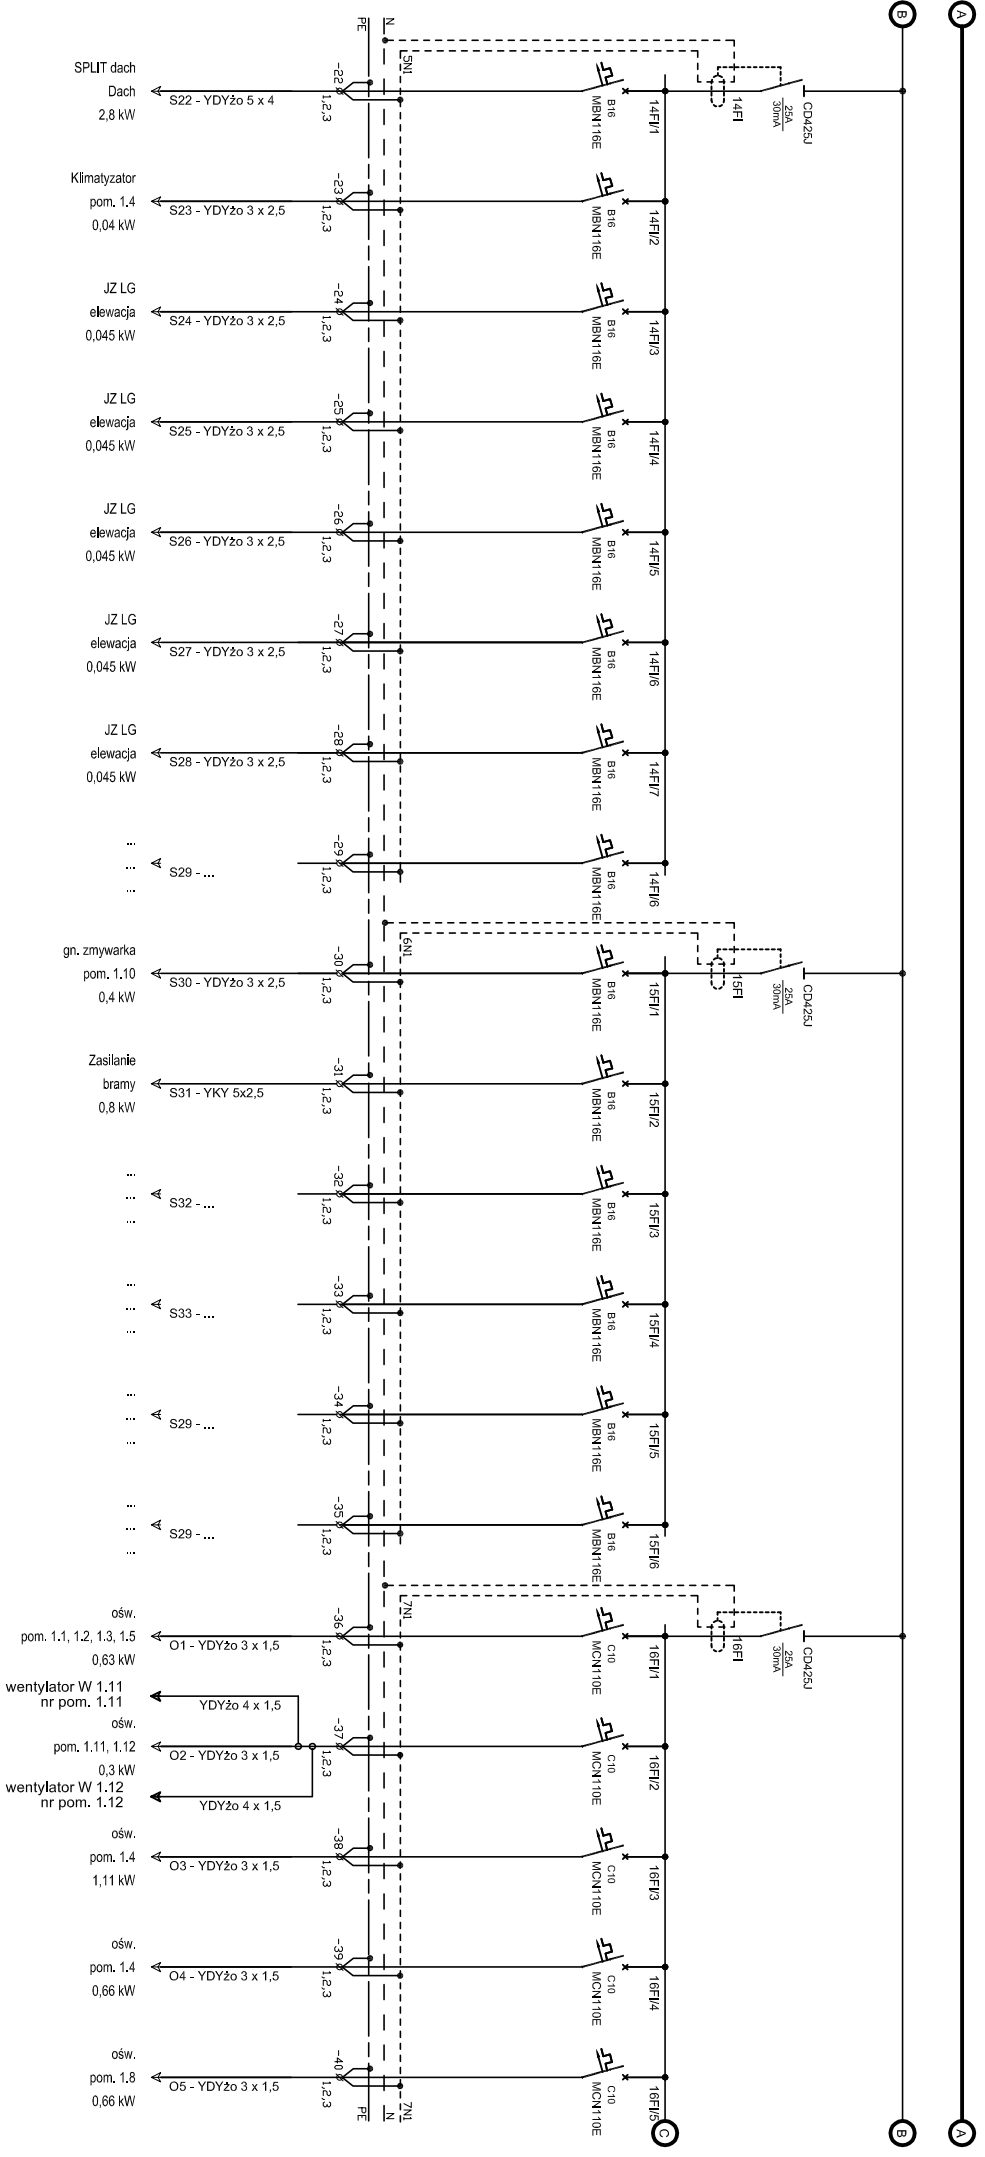 A
B
N
PE
5N1
CD425J
25A
30mA
14FI
SPLIT dach
Dach
2,8 kW
S22 - YDYżo 5 x 4
-22
1,2,3
B16
MBN116E
14FI/1
Klimatyzator
pom. 1.4
0,04 kW
S23 - YDYżo 3 x 2,5
-23
1,2,3
B16
MBN116E
14FI/2
JZ LG
elewacja
0,045 kW
S24 - YDYżo 3 x 2,5
-24
1,2,3
B16
MBN116E
14FI/3
JZ LG
elewacja
0,045 kW
S25 - YDYżo 3 x 2,5
-25
1,2,3
B16
MBN116E
14FI/4
JZ LG
elewacja
0,045 kW
S26 - YDYżo 3 x 2,5
-26
1,2,3
B16
MBN116E
14FI/5
JZ LG
elewacja
0,045 kW
S27 - YDYżo 3 x 2,5
-27
1,2,3
B16
MBN116E
14FI/6
JZ LG
elewacja
0,045 kW
S28 - YDYżo 3 x 2,5
-28
1,2,3
B16
MBN116E
14FI/7
...
...
...
S29 - ...
-29
1,2,3
B16
MBN116E
14FI/6
6N1
CD425J
25A
30mA
15FI
gn. zmywarka
pom. 1.10
0,4 kW
S30 - YDYżo 3 x 2,5
-30
1,2,3
B16
MBN116E
15FI/1
Zasilanie
bramy
0,8 kW
S31 - YKY 5x2,5
-31
1,2,3
B16
MBN116E
15FI/2
...
...
...
S32 - ...
-32
1,2,3
B16
MBN116E
15FI/3
...
...
...
S33 - ...
-33
1,2,3
B16
MBN116E
15FI/4
...
...
...
S29 - ...
-34
1,2,3
B16
MBN116E
15FI/5
...
...
...
S29 - ...
-35
1,2,3
B16
MBN116E
15FI/6
7N1
CD425J
25A
30mA
16FI
ośw.
pom. 1.1, 1.2, 1.3, 1.5
0,63 kW
O1 - YDYżo 3 x 1,5
-36
1,2,3
C10
MCN110E
16FI/1
wentylator W 1.11
nr pom. 1.11
YDYżo 4 x 1,5
ośw.
pom. 1.11, 1.12
0,3 kW
O2 - YDYżo 3 x 1,5
-37
1,2,3
C10
MCN110E
16FI/2
wentylator W 1.12
nr pom. 1.12
YDYżo 4 x 1,5
ośw.
pom. 1.4
1,11 kW
O3 - YDYżo 3 x 1,5
-38
1,2,3
C10
MCN110E
16FI/3
ośw.
pom. 1.4
0,66 kW
O4 - YDYżo 3 x 1,5
-39
1,2,3
C10
MCN110E
16FI/4
ośw.
pom. 1.8
0,66 kW
O5 - YDYżo 3 x 1,5
-40
1,2,3
C10
MCN110E
16FI/5
PE
N
7N1
C
B
A